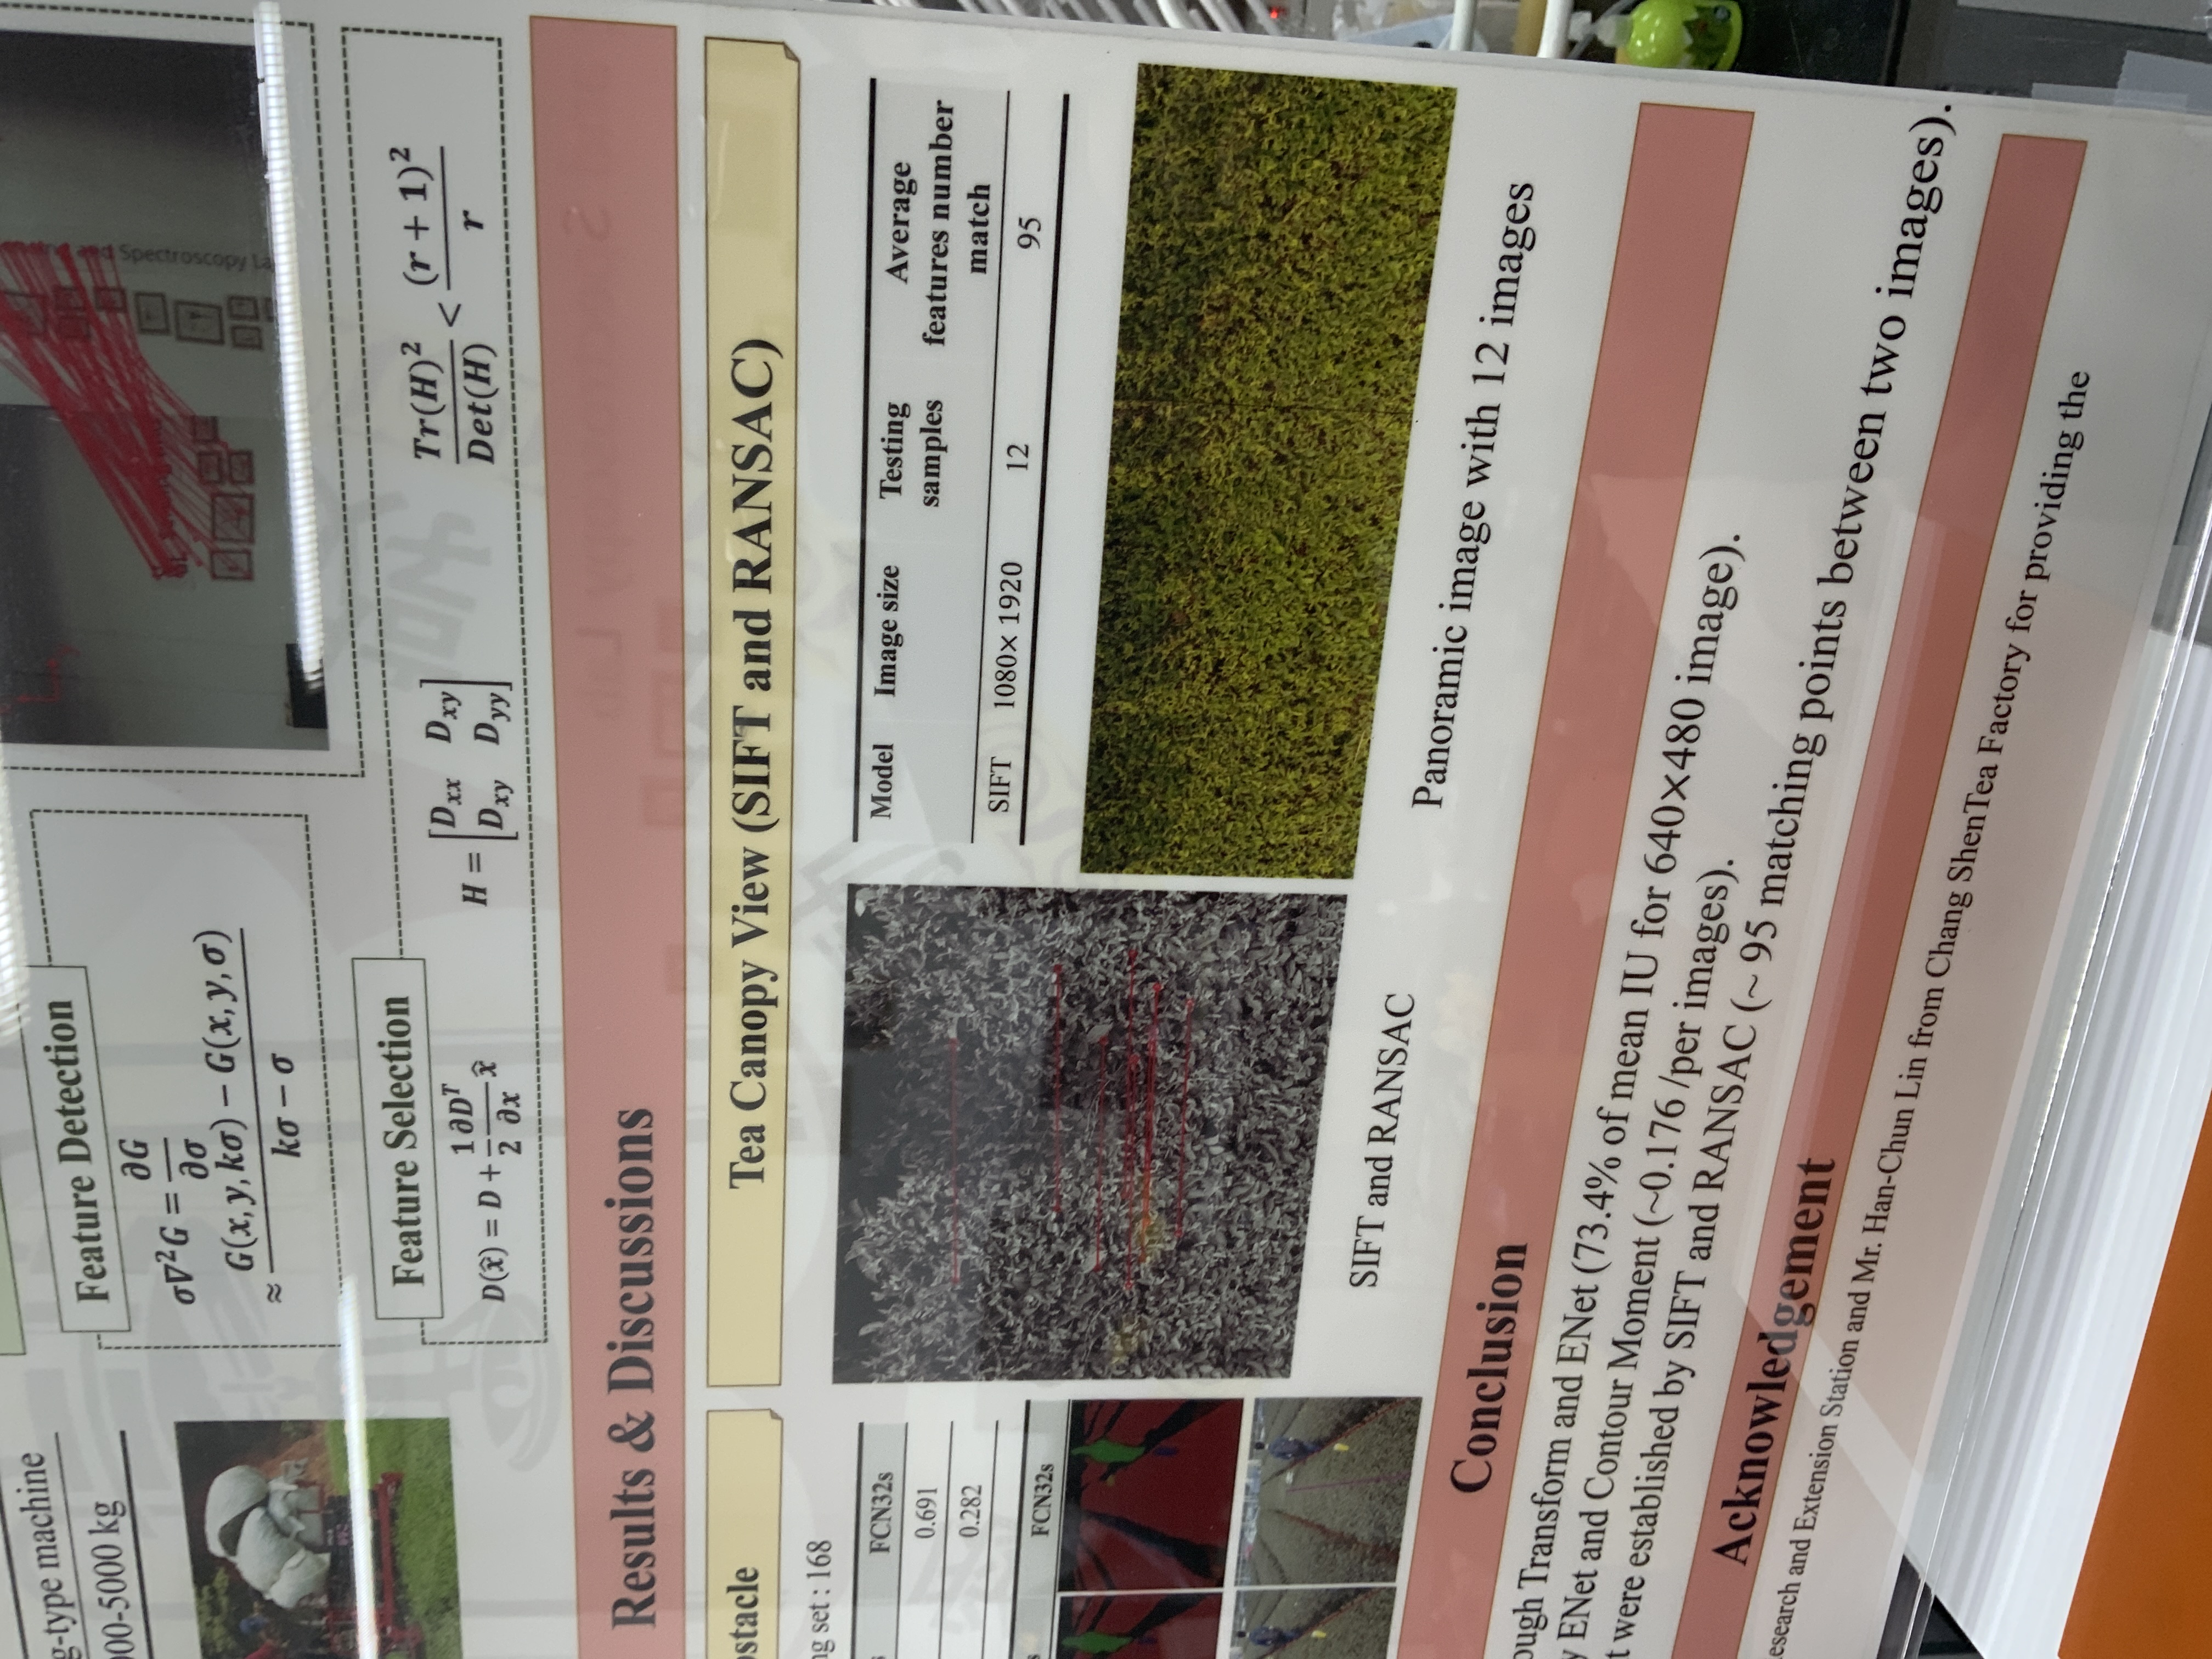 g-type machine
000-5000 kg
Feature Detection
σ∇²G = ∂G/∂σ
≈ G(x, y, kσ) − G(x, y, σ) / kσ − σ
Spectroscopy La
Feature Selection
D(x̂) = D + 1/2 ∂Dᵀ/∂x x̂
H = [Dxx Dxy
Dxy Dyy]
Tr(H)²/Det(H) < (r + 1)²/r
Results & Discussions
ostacle
ng set : 168
s FCN32s
0.691
0.282
s FCN32s
Tea Canopy View (SIFT and RANSAC)
Model Image size Testing samples Average features number match
SIFT 1080× 1920 12 95
SIFT and RANSAC
Panoramic image with 12 images
Conclusion
ough Transform and ENet (73.4% of mean IU for 640×480 image).
y ENet and Contour Moment (~0.176 /per images).
t were established by SIFT and RANSAC (~ 95 matching points between two images).
Acknowledgement
esearch and Extension Station and Mr. Han-Chun Lin from Chang ShenTea Factory for providing the